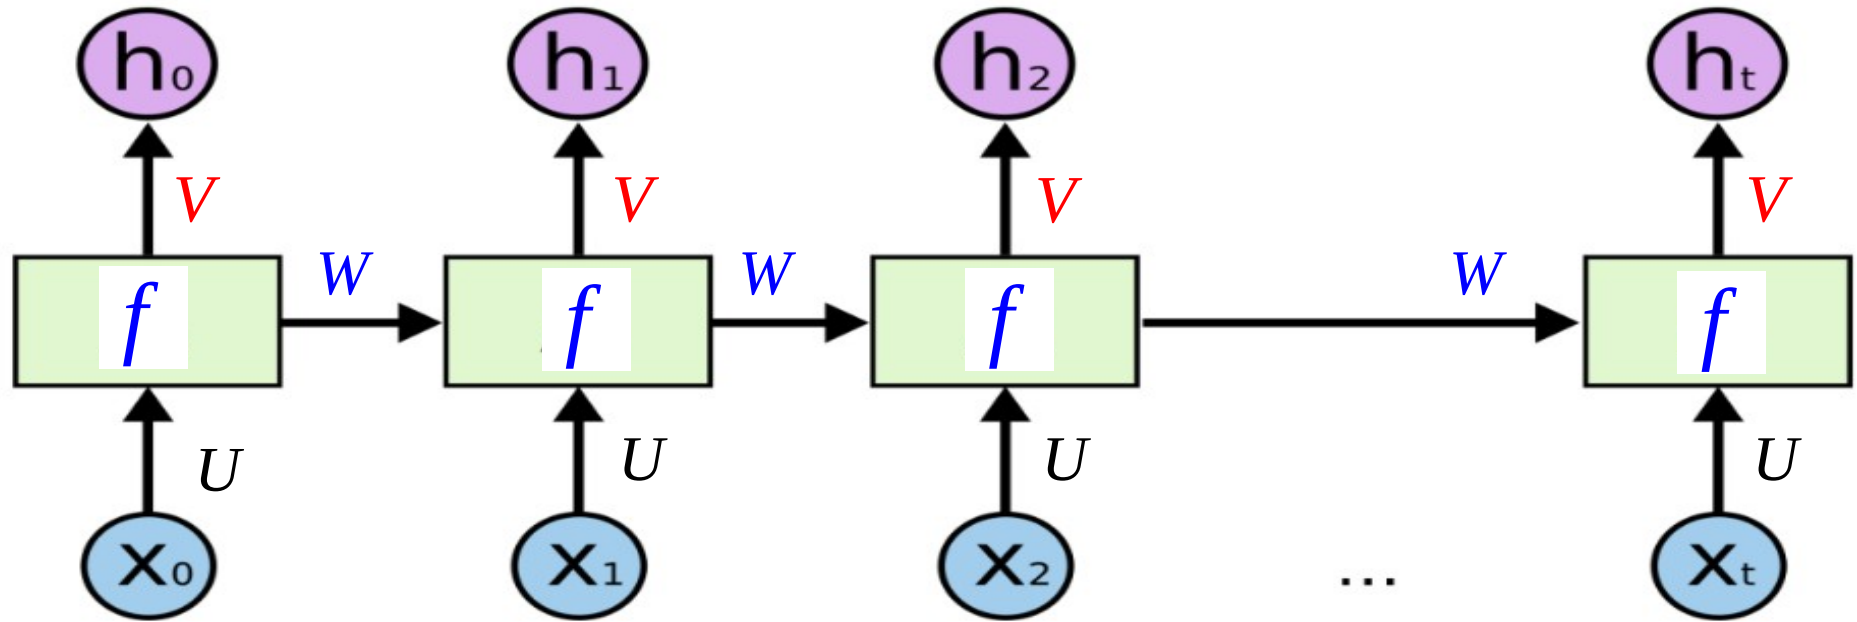 h₀ h₁ h₂ hₜ
V V V V
W W W
f f f f
U U U U
x₀ x₁ x₂ ... xₜ